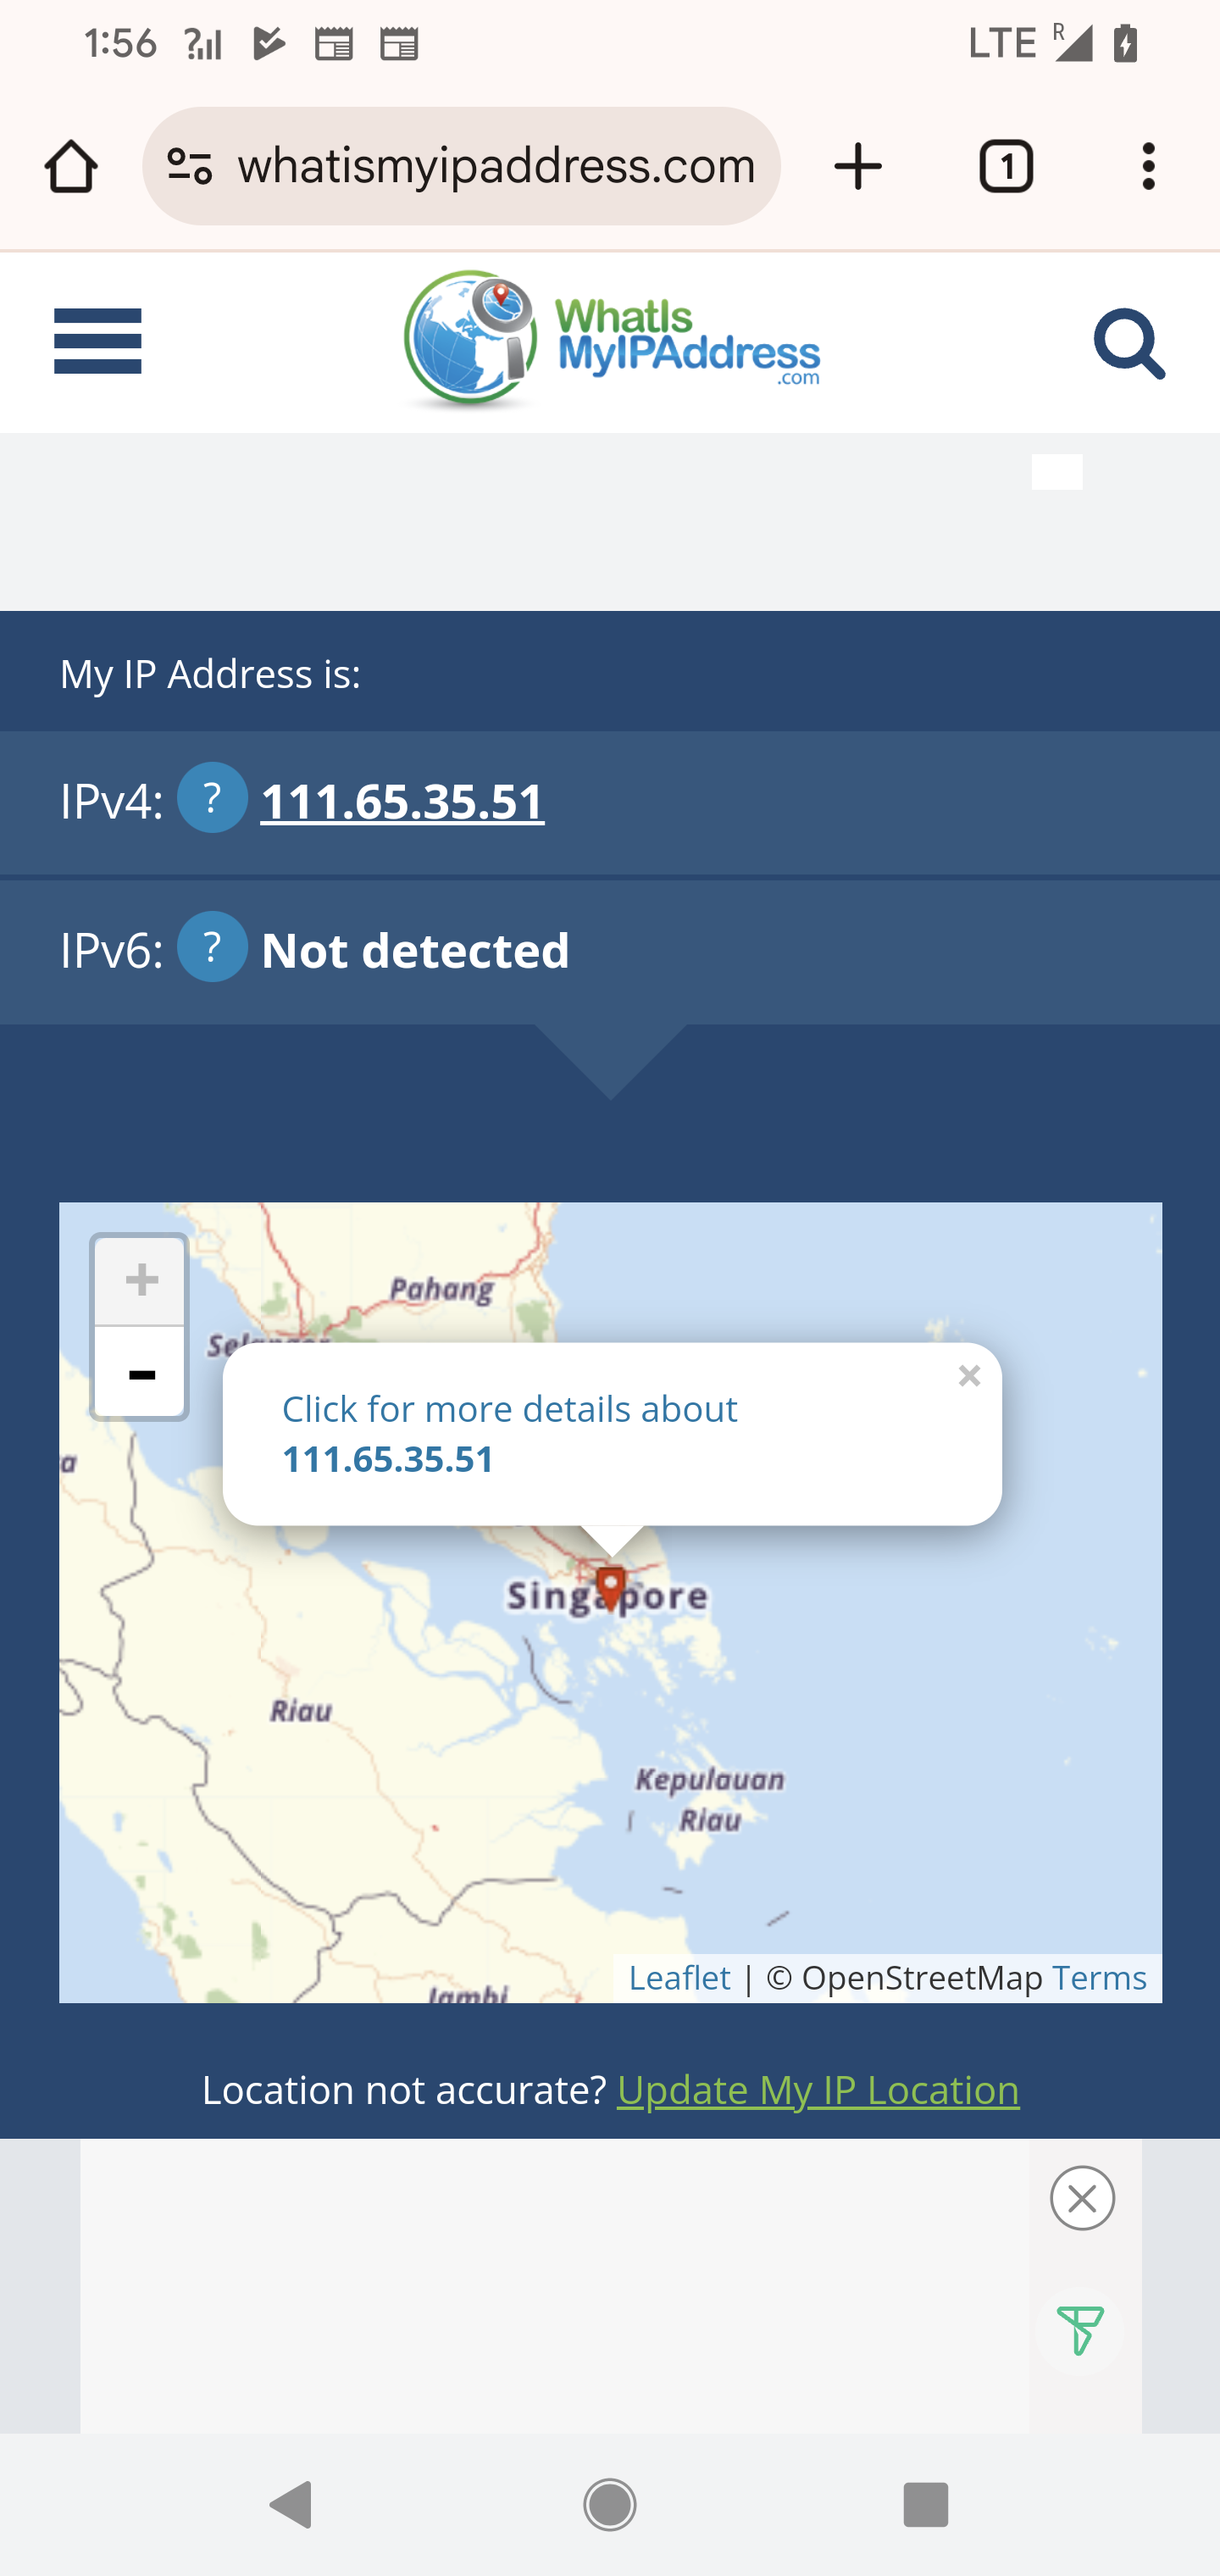 1:56 ? LTE R
whatismyipaddress.com 1
WhatIs
MyIPAddress
.com
My IP Address is:
IPv4: ? 111.65.35.51
IPv6: ? Not detected
+
-
Pahang
Click for more details about
111.65.35.51
×
Singapore
Riau
Kepulauan
Riau
Jambi
Leaflet | © OpenStreetMap Terms
Location not accurate? Update My IP Location